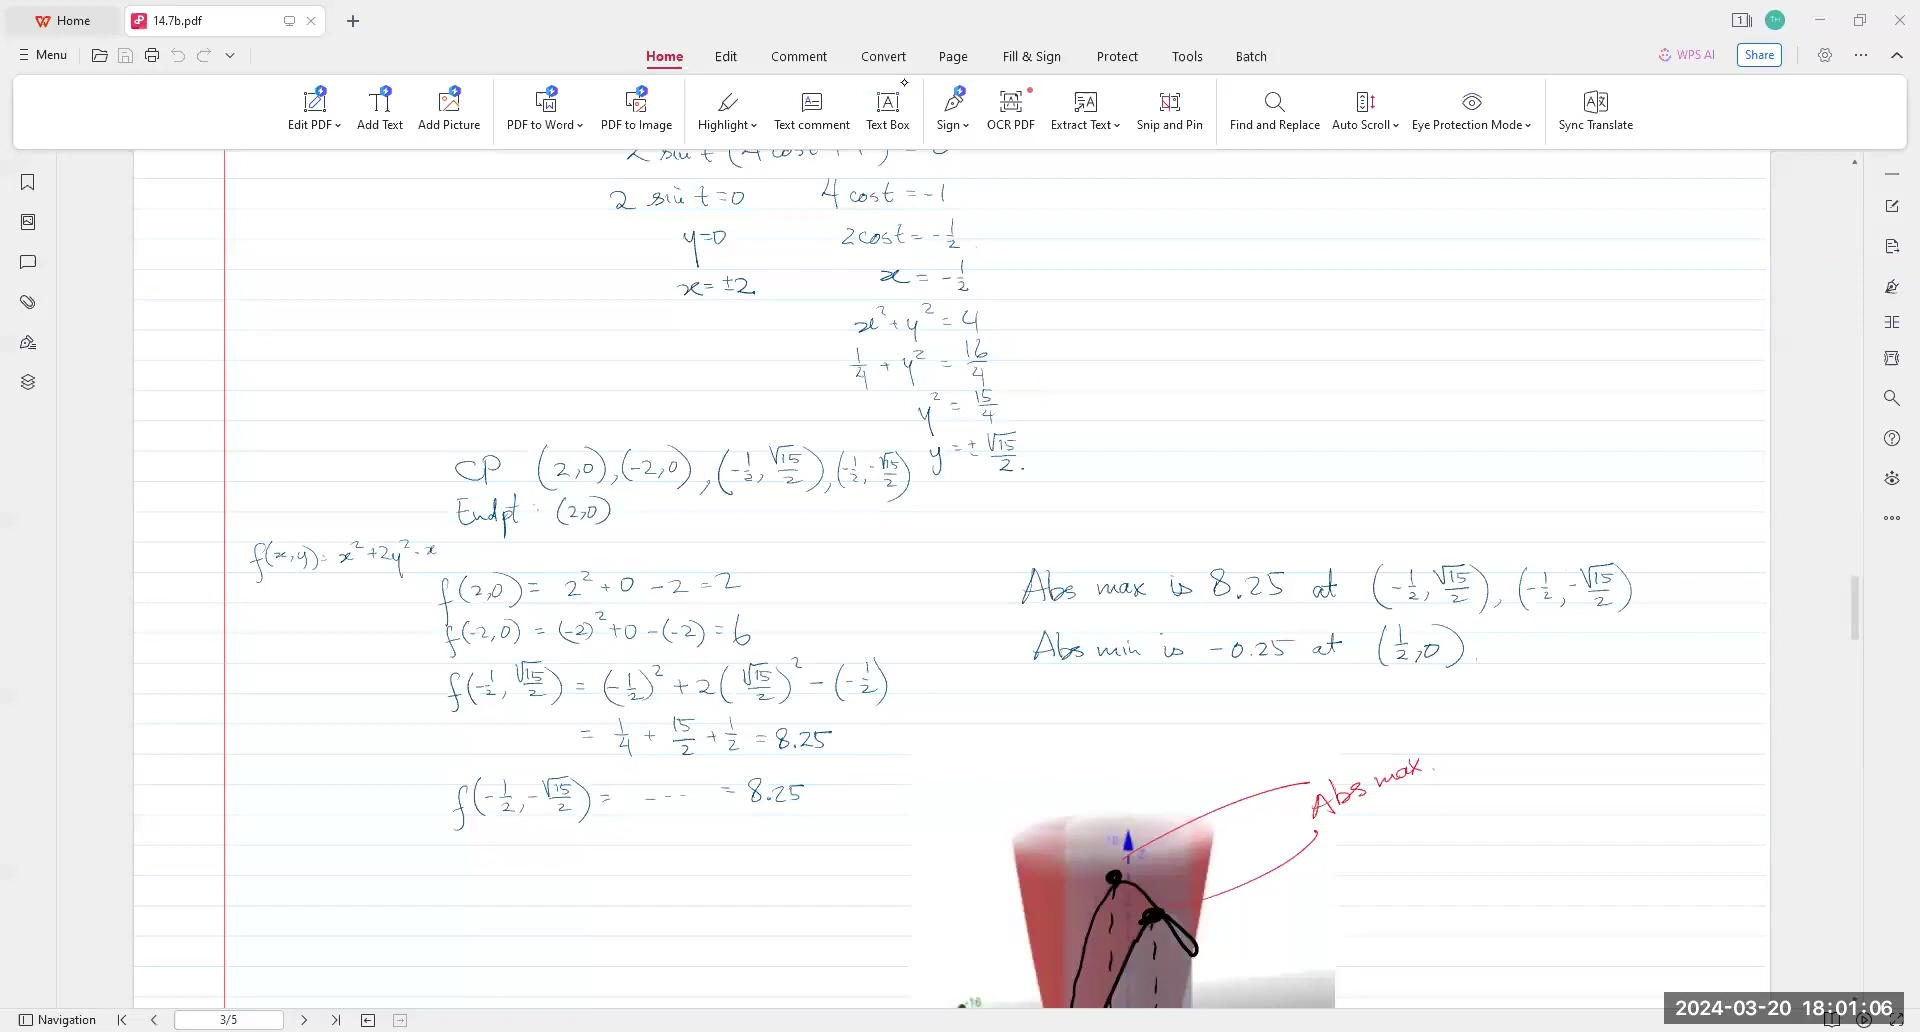 Home
14.7b.pdf
Menu
Home Edit Comment Convert Page Fill & Sign Protect Tools Batch
WPS AI
Share
Edit PDF Add Text Add Picture PDF to Word PDF to Image Highlight Text comment Text Box Sign OCR PDF Extract Text Snip and Pin Find and Replace Auto Scroll Eye Protection Mode Sync Translate
2 sin t = 0 4 cos t = -1
y=0 2 cos t = -1/2
x = ±2 x = -1/2
x² + y² = 4
1/4 + y² = 16/4
y² = 15/4
y = ± √15/2.
CP (2,0), (-2,0), (-1/2, √15/2), (-1/2, -√15/2)
Endpt : (2,0)
f(x,y) = x² + 2y² - x
f(2,0) = 2² + 0 - 2 = 2
f(-2,0) = (-2)² + 0 - (-2) = 6
f(-1/2, √15/2) = (-1/2)² + 2(√15/2)² - (-1/2)
= 1/4 + 15/2 + 1/2 = 8.25
f(-1/2, -√15/2) = - - - - = 8.25
Abs max is 8.25 at (-1/2, √15/2), (-1/2, -√15/2)
Abs min is -0.25 at (1/2, 0).
Abs max.
-16
Navigation
3/5
2024-03-20 18:01:06